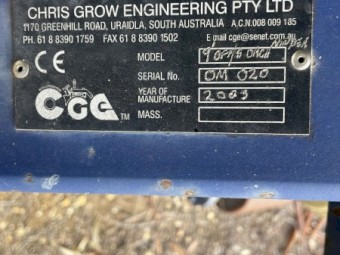 CHRIS GROW ENGINEERING PTY LTD
1170 GREENHILL ROAD, URAIDLA, SOUTH AUSTRALIA A.C.N. 008 009 185
PH. 61 8 8390 1759 FAX 61 8 8390 1502 E mail cge@senet.com.au
CE MODEL
SERIAL No. OM 020
CGE TM YEAR OF MANUFACTURE 2003
MASS.